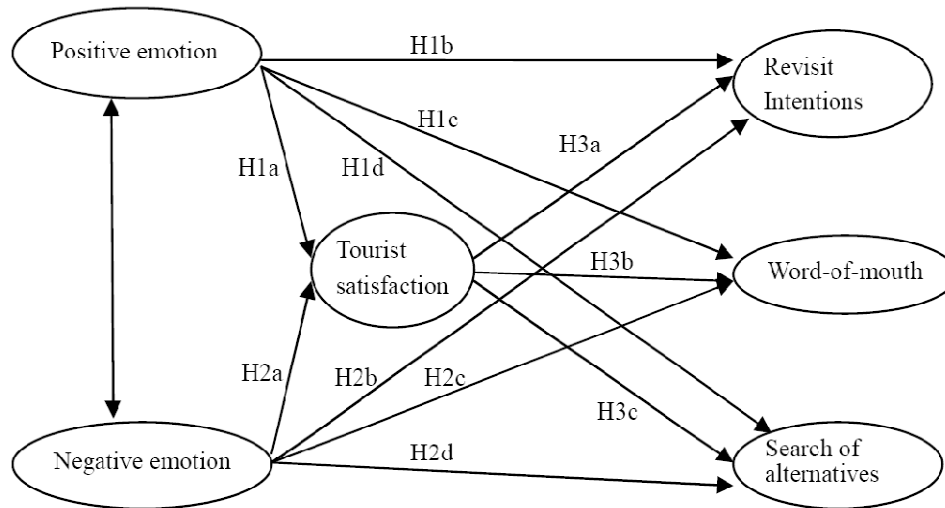 Positive emotion
H1b
Revisit
Intentions
H1c
H1a
H1d
H3a
Tourist
satisfaction
H3b
Word-of-mouth
H2a
H2b
H2c
H3c
Negative emotion
H2d
Search of
alternatives